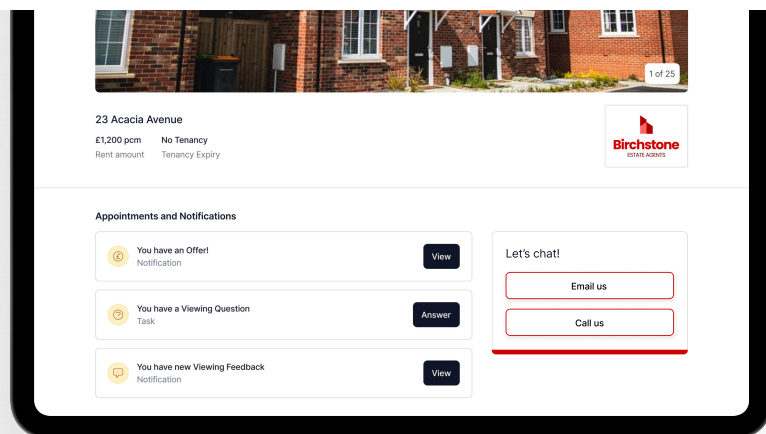 1 of 25
23 Acacia Avenue
£1,200 pcm No Tenancy
Rent amount Tenancy Expiry
Birchstone
ESTATE AGENTS
Appointments and Notifications
You have an Offer!
Notification
View
You have a Viewing Question
Task
Answer
You have new Viewing Feedback
Notification
View
Let's chat!
Email us
Call us